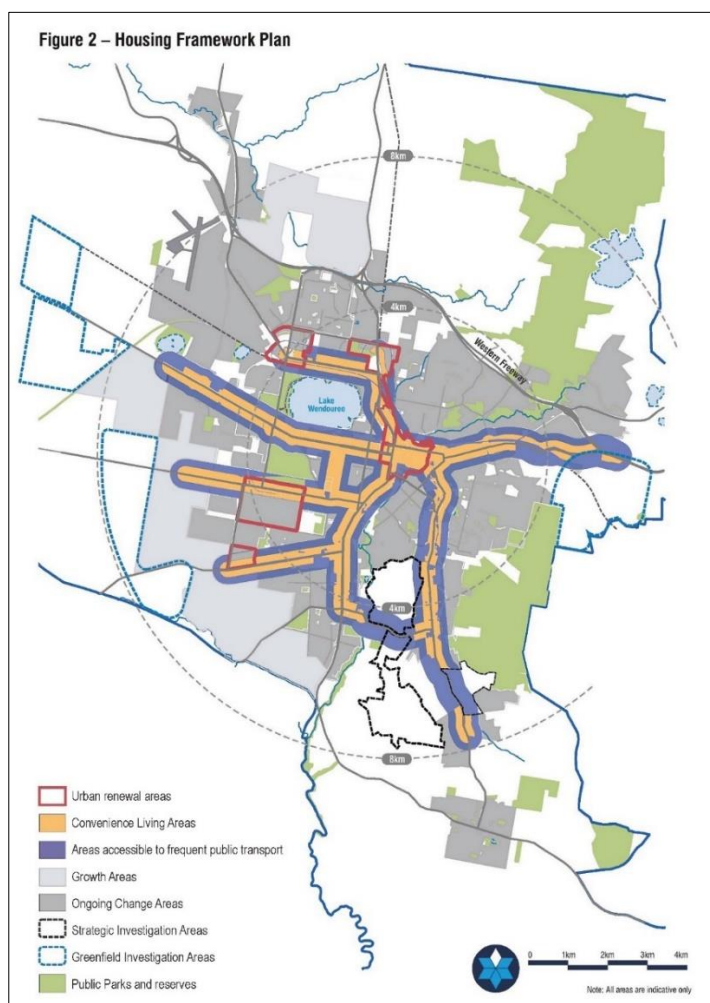 Figure 2 – Housing Framework Plan
8km
4km
Western Freeway
Lake
Wendouree
4km
8km
Urban renewal areas
Convenience Living Areas
Areas accessible to frequent public transport
Growth Areas
Ongoing Change Areas
Strategic Investigation Areas
Greenfield Investigation Areas
Public Parks and reserves
0 1km 2km 3km 4km
Note: All areas are indicative only